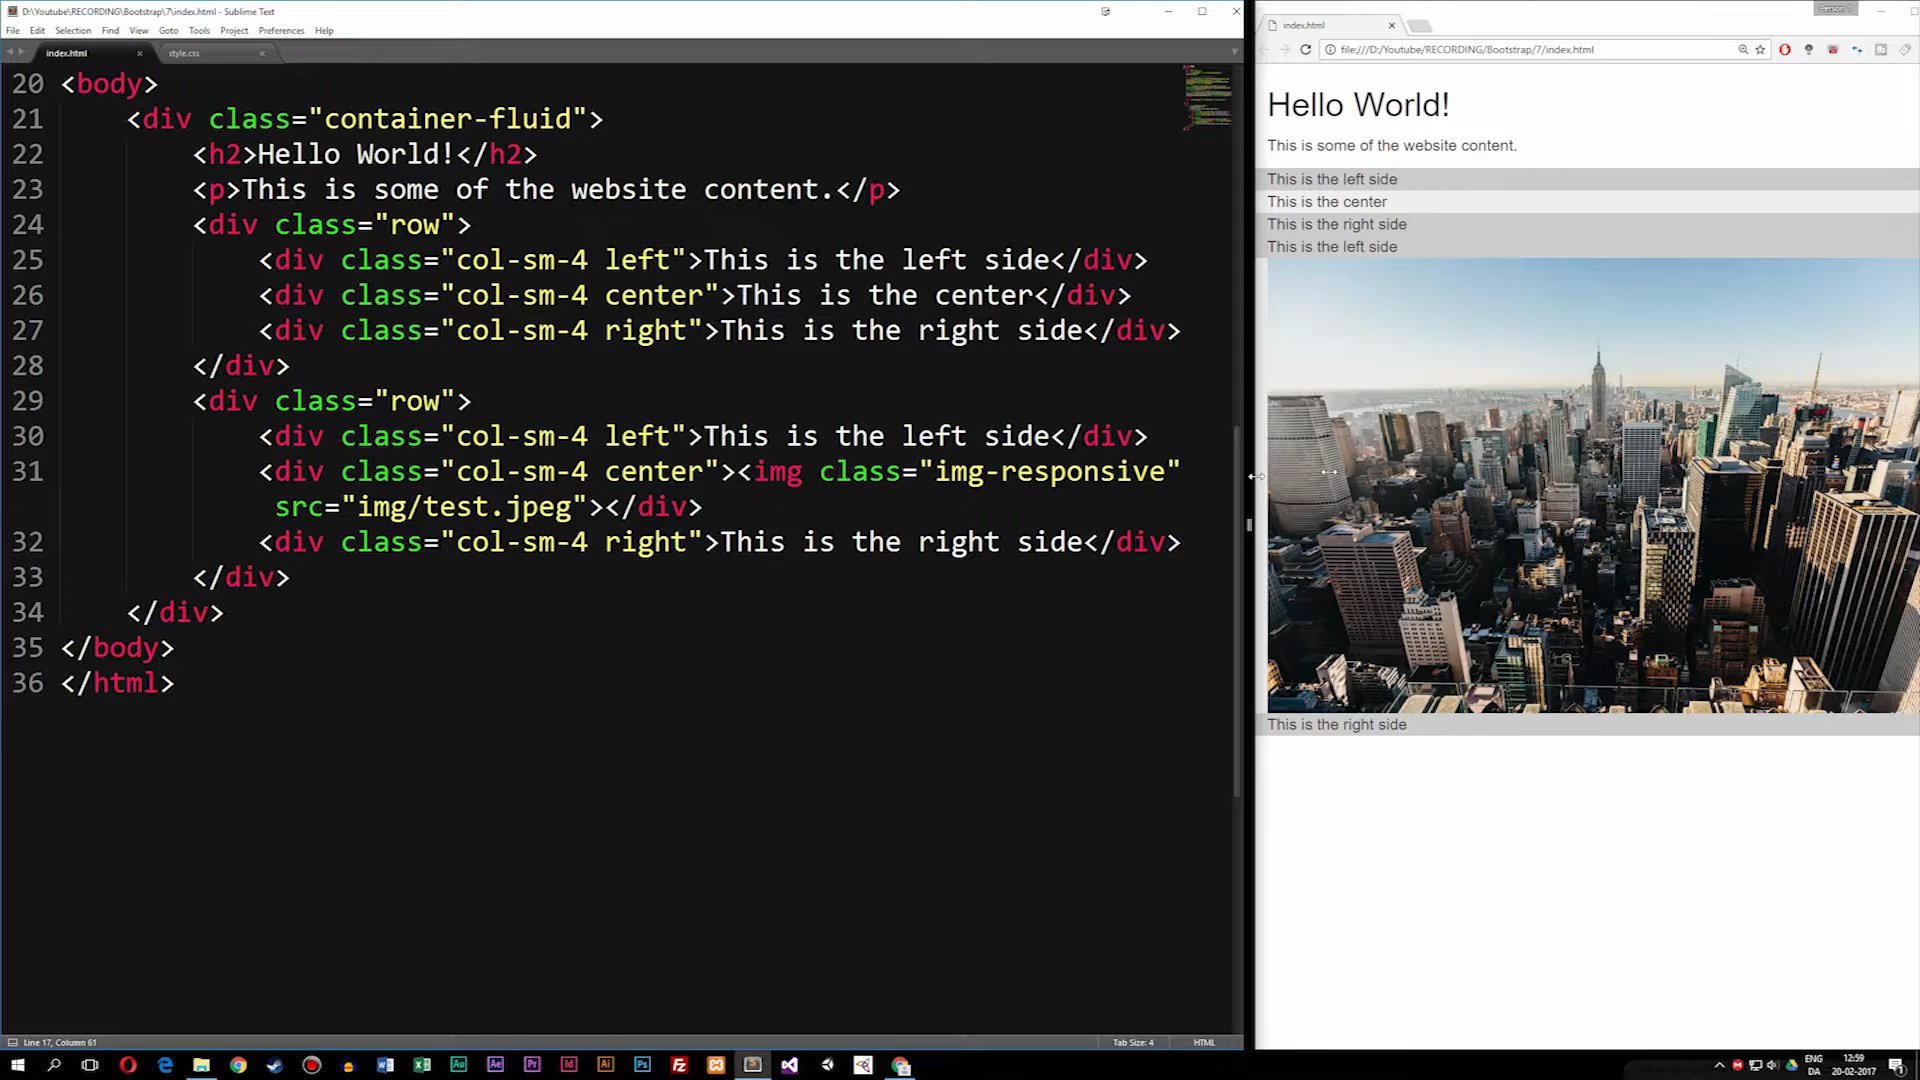 D:\Youtube\RECORDING\Bootstrap\7\index.html - Sublime Text
File Edit Selection Find View Goto Tools Project Preferences Help
index.html × style.css ×
20 <body>
21 <div class="container-fluid">
22 <h2>Hello World!</h2>
23 <p>This is some of the website content.</p>
24 <div class="row">
25 <div class="col-sm-4 left">This is the left side</div>
26 <div class="col-sm-4 center">This is the center</div>
27 <div class="col-sm-4 right">This is the right side</div>
28 </div>
29 <div class="row">
30 <div class="col-sm-4 left">This is the left side</div>
31 <div class="col-sm-4 center"><img class="img-responsive"
src="img/test.jpeg"></div>
32 <div class="col-sm-4 right">This is the right side</div>
33 </div>
34 </div>
35 </body>
36 </html>
Line 17, Column 61
Tab Size: 4 HTML
Person 1
index.html ×
file:///D:/Youtube/RECORDING/Bootstrap/7/index.html
Hello World!
This is some of the website content.
This is the left side
This is the center
This is the right side
This is the left side
This is the right side
Au Ae Pr Id Ai Ps Fz
ENG 12:59
DA 20-02-2017